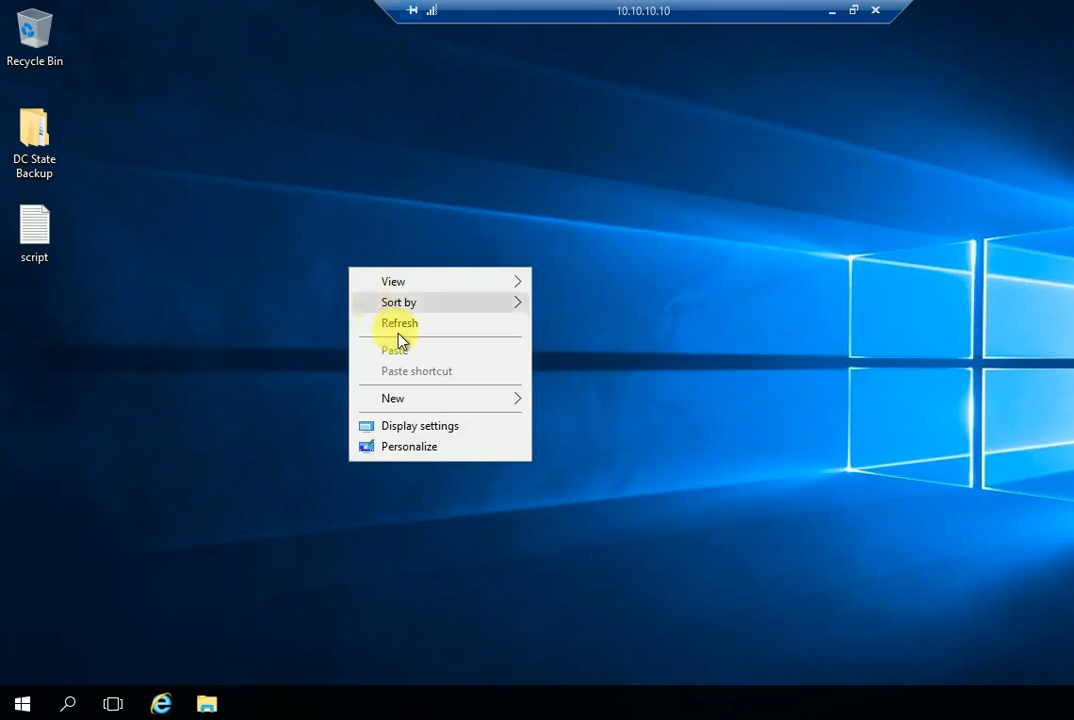 10.10.10.10
Recycle Bin
DC State
Backup
script
View
Sort by
Refresh
Paste
Paste shortcut
New
Display settings
Personalize